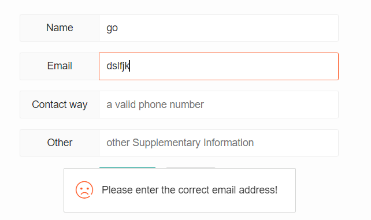 Name go
Email dslfjk
Contact way a valid phone number
Other other Supplementary Information
Please enter the correct email address!